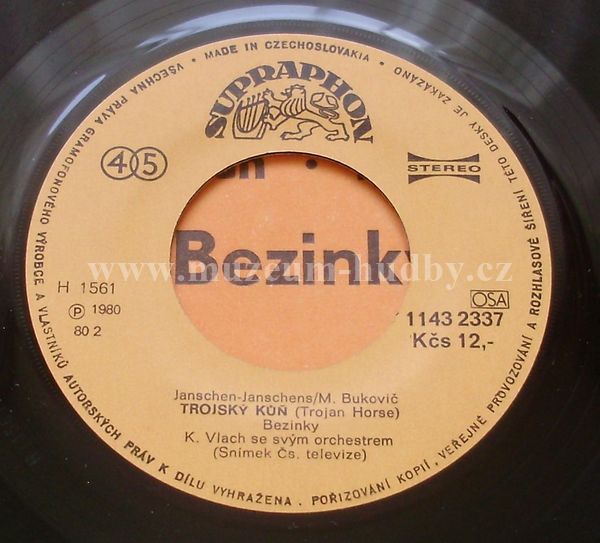 VŠECHNA PRÁVA GRAMOFONOVÉHO VÝROBCE A VLASTNÍKŮ AUTORSKÝCH PRÁV K DÍLU VYHRAŽENA. POŘIZOVÁNÍ KOPIÍ, VEŘEJNÉ PROVOZOVÁNÍ A ROZHLASOVÉ ŠÍŘENÍ TÉTO DESKY JE ZAKÁZÁNO • MADE IN CZECHOSLOVAKIA •
SUPRAPHON
45
STEREO
Bezink
www.muzeum-hudby.cz
H 1561
OSA
Ⓟ 1980
80 2
1143 2337
Kčs 12,-
Janschen-Janschens/M. Bukovič
TROJSKÝ KŮŇ (Trojan Horse)
Bezinky
K. Vlach se svým orchestrem
(Snímek Čs. televize)